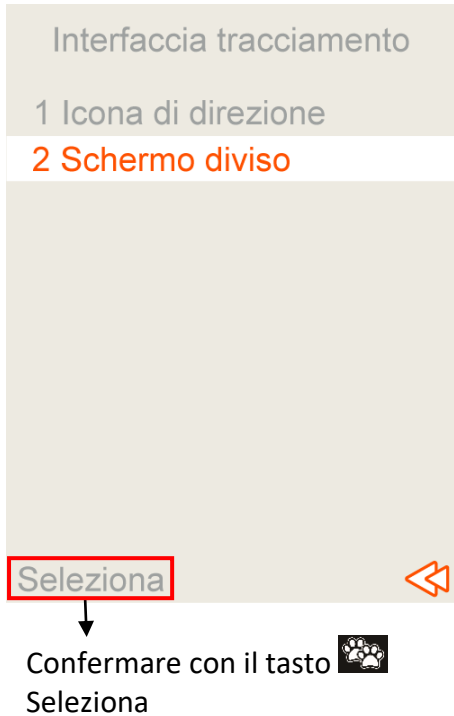 Interfaccia tracciamento
1 Icona di direzione
2 Schermo diviso
Seleziona
Confermare con il tasto
Seleziona